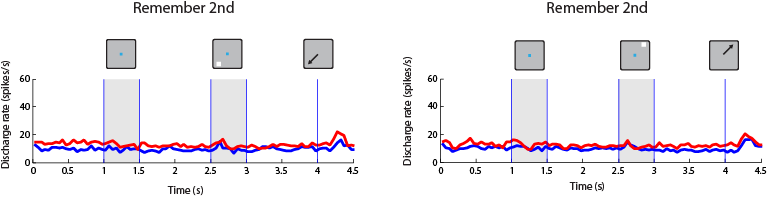 Remember 2nd
Discharge rate (spikes/s)
60
40
20
0
0 0.5 1 1.5 2 2.5 3 3.5 4 4.5
Time (s)
Remember 2nd
Discharge rate (spikes/s)
60
40
20
0
0 0.5 1 1.5 2 2.5 3 3.5 4 4.5
Time (s)